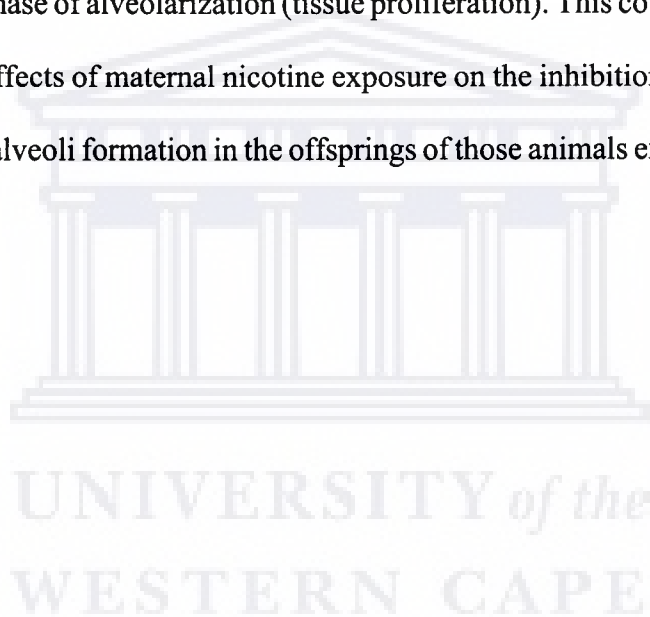 hase of alveolarization (tissue proliferation). This co
ffects of maternal nicotine exposure on the inhibition
lveoli formation in the offsprings of those animals e
UNIVERSITY of the
WESTERN CAPE